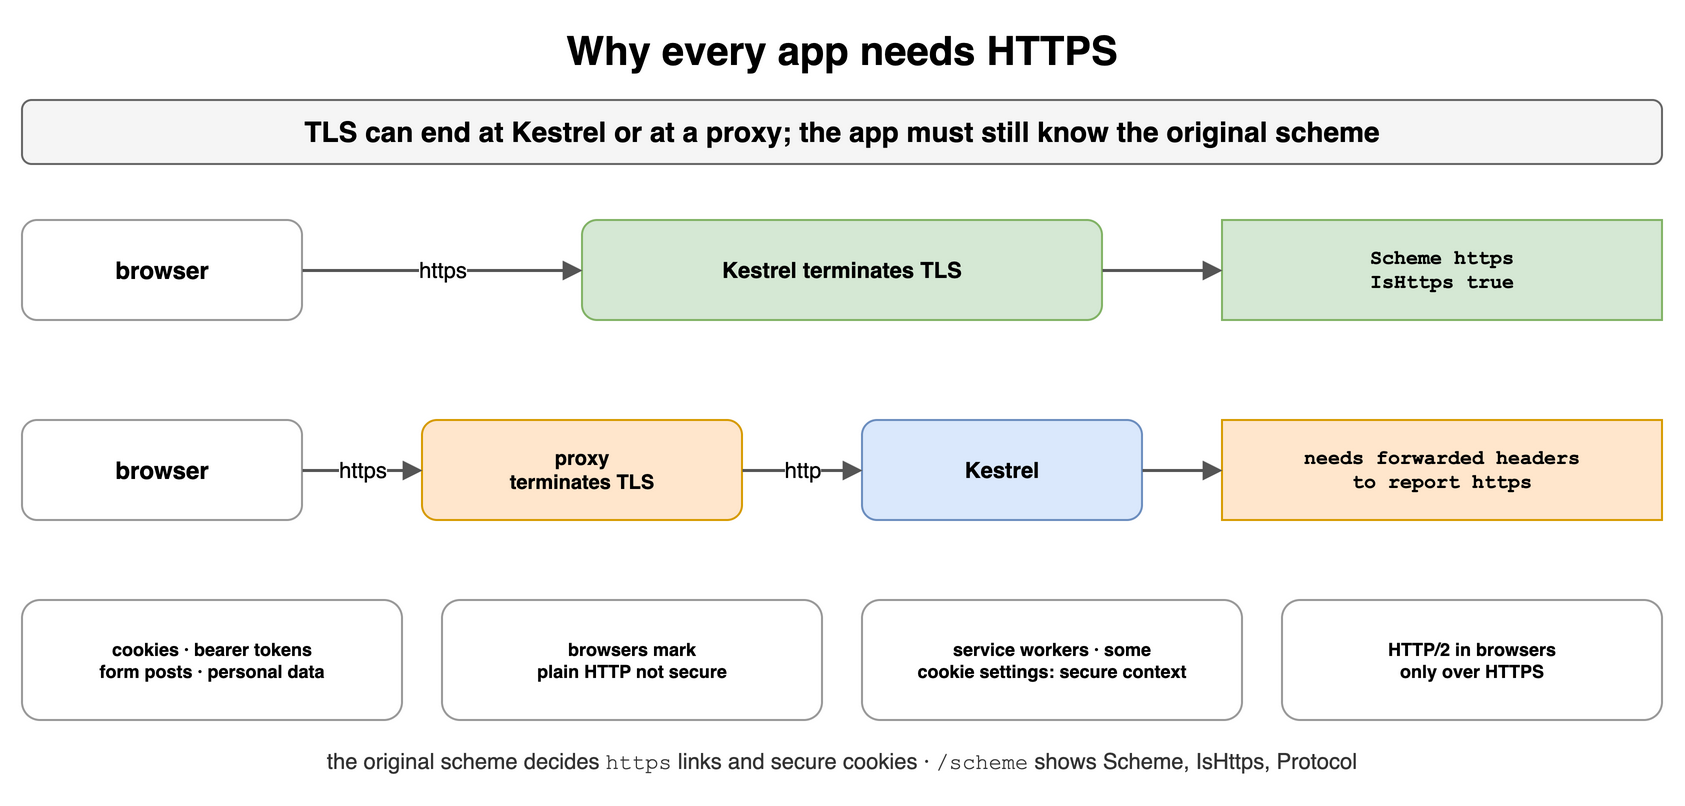 Why every app needs HTTPS
TLS can end at Kestrel or at a proxy; the app must still know the original scheme
browser
https
Kestrel terminates TLS
Scheme https
IsHttps true
browser
https
proxy
terminates TLS
http
Kestrel
needs forwarded headers
to report https
cookies · bearer tokens
form posts · personal data
browsers mark
plain HTTP not secure
service workers · some
cookie settings: secure context
HTTP/2 in browsers
only over HTTPS
the original scheme decides https links and secure cookies · /scheme shows Scheme, IsHttps, Protocol